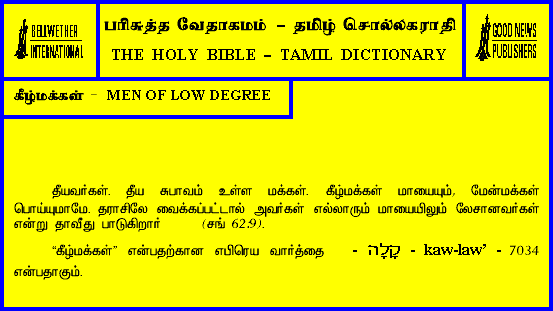 BELLWETHER
INTERNATIONAL
பரிசுத்த வேதாகமம் – தமிழ் சொல்லகராதி
THE HOLY BIBLE – TAMIL DICTIONARY
GOOD NEWS
PUBLISHERS
கீழ்மக்கள் – MEN OF LOW DEGREE
தீயவர்கள். தீய சுபாவம் உள்ள மக்கள். கீழ்மக்கள் மாயையும், மேன்மக்கள்
பொய்யுமாமே. தராசிலே வைக்கப்பட்டால் அவர்கள் எல்லாரும் மாயையிலும் லேசானவர்கள்
என்று தாவீது பாடுகிறார் (சங் 62:9).
“கீழ்மக்கள்” என்பதற்கான எபிரெய வார்த்தை - קָלָה - kaw-law’ - 7034
என்பதாகும்.